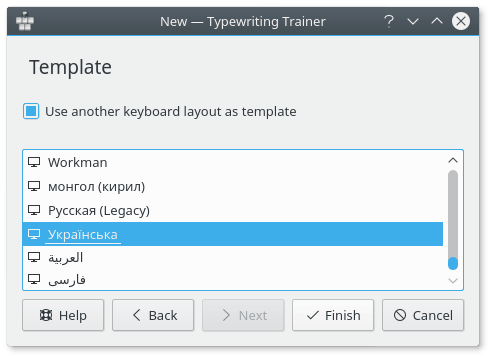 New — Typewriting Trainer
Template
Use another keyboard layout as template
Workman
монгол (кирил)
Русская (Legacy)
Українська
العربية
فارسی
Help
Back
Next
Finish
Cancel